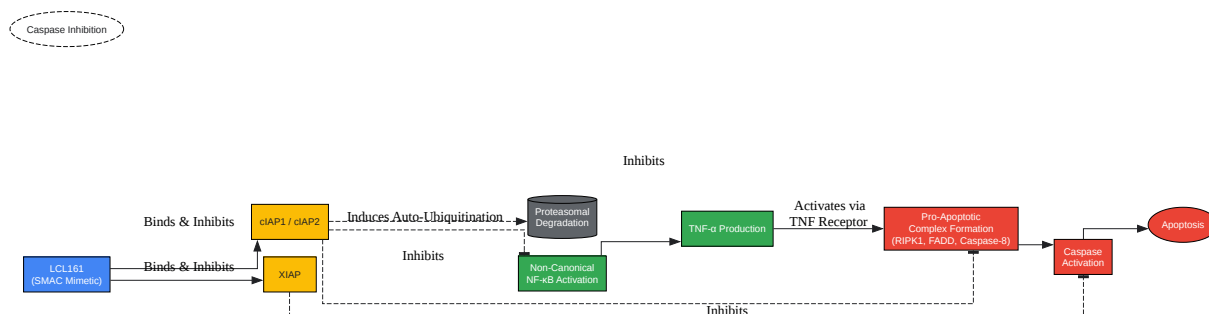 Caspase Inhibition
Inhibits
Binds & Inhibits
cIAP1 / cIAP2
Induces Auto-Ubiquitination
Proteasomal
Degradation
TNF-α Production
Activates via
TNF Receptor
Pro-Apoptotic
Complex Formation
(RIPK1, FADD, Caspase-8)
Apoptosis
Inhibits
Caspase
Activation
LCL161
(SMAC Mimetic)
Binds & Inhibits
XIAP
Non-Canonical
NF-κB Activation
Inhibits